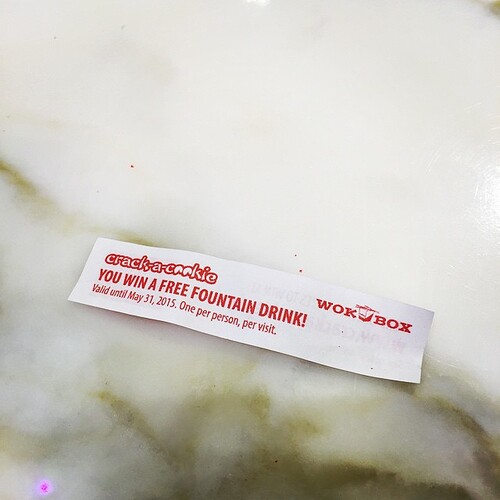 crack-a-cookie
YOU WIN A FREE FOUNTAIN DRINK!
Valid until May 31, 2015. One per person, per visit.
WOK BOX